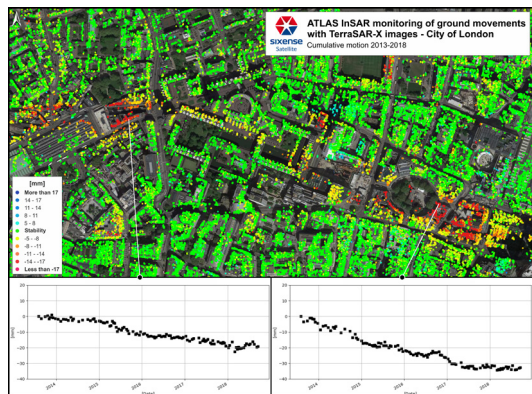 sixense
Satellite
ATLAS InSAR monitoring of ground movements
with TerraSAR-X images - City of London
Cumulative motion 2013-2018
[mm]
More than 17
14 - 17
11 - 14
8 - 11
5 - 8
Stability
-5 - -8
-8 - -11
-11 - -14
-14 - -17
Less than -17
20
10
0
-10
-20
-30
-40
[mm]
2014
2015
2016
2017
2018
20
10
0
-10
-20
-30
-40
[mm]
2014
2015
2016
2017
2018